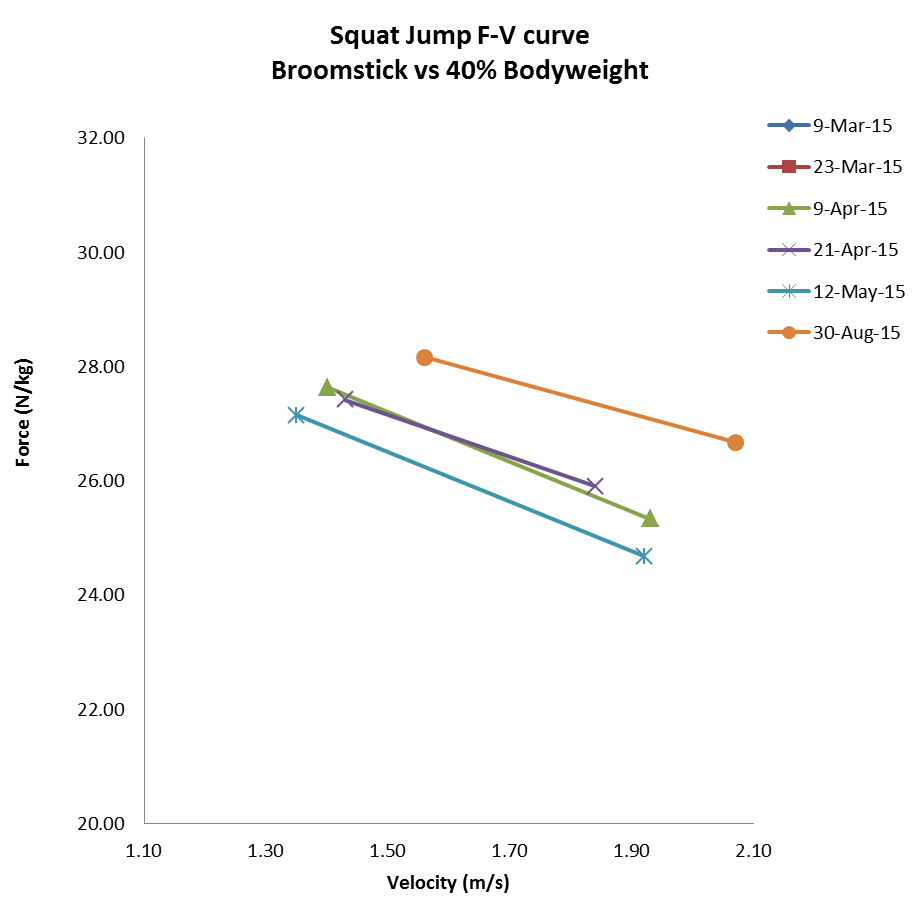 Squat Jump F-V curve
Broomstick vs 40% Bodyweight
9-Mar-15
23-Mar-15
9-Apr-15
21-Apr-15
12-May-15
30-Aug-15
32.00
30.00
28.00
26.00
24.00
22.00
20.00
Force (N/kg)
1.10 1.30 1.50 1.70 1.90 2.10
Velocity (m/s)